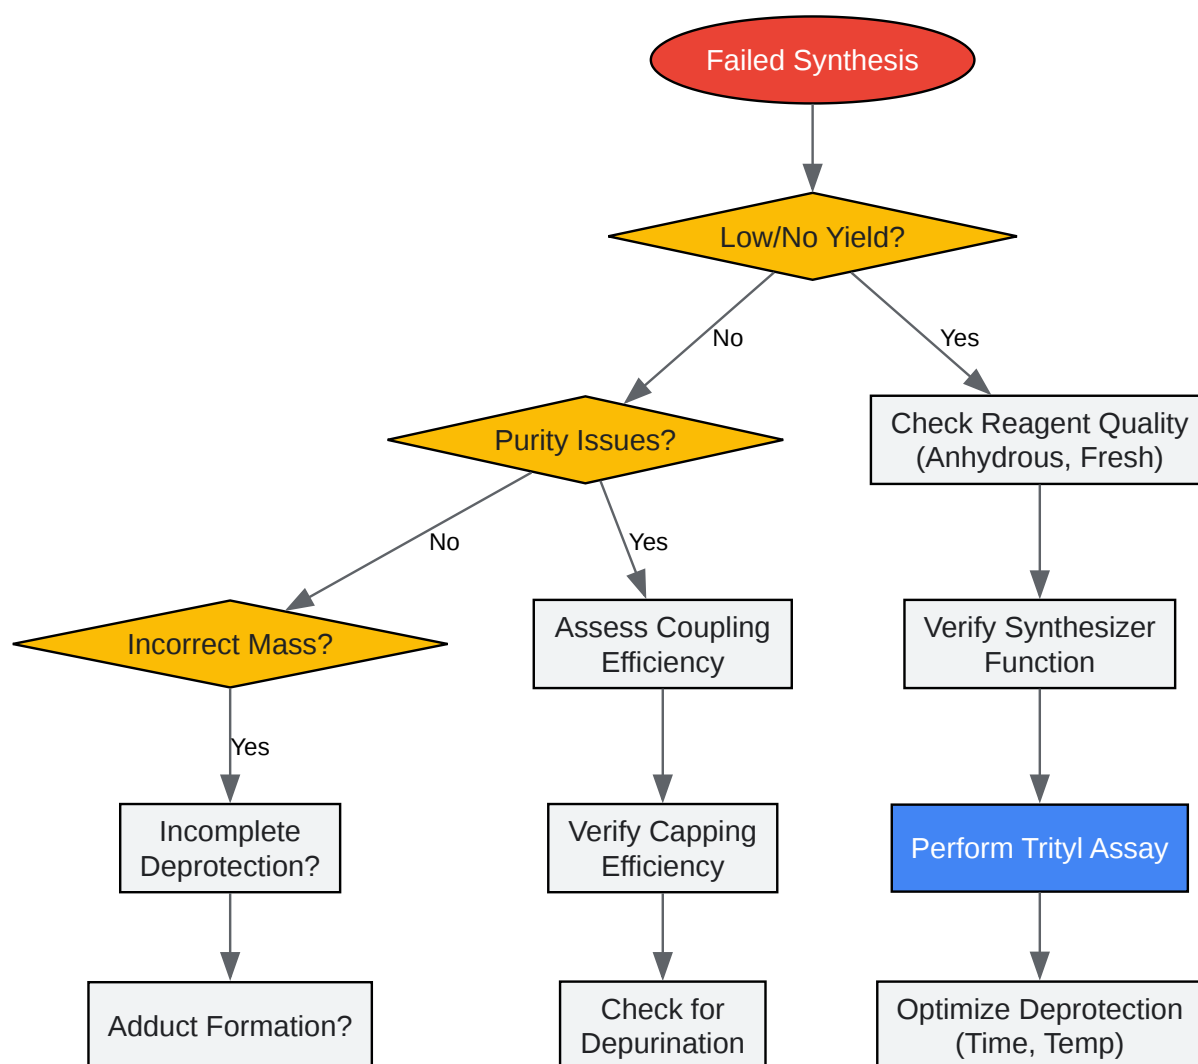 Failed Synthesis
Low/No Yield?
No
Yes
Purity Issues?
Check Reagent Quality
(Anhydrous, Fresh)
No
Yes
Incorrect Mass?
Assess Coupling
Efficiency
Verify Synthesizer
Function
Yes
Incomplete
Deprotection?
Verify Capping
Efficiency
Perform Trityl Assay
Adduct Formation?
Check for
Depurination
Optimize Deprotection
(Time, Temp)